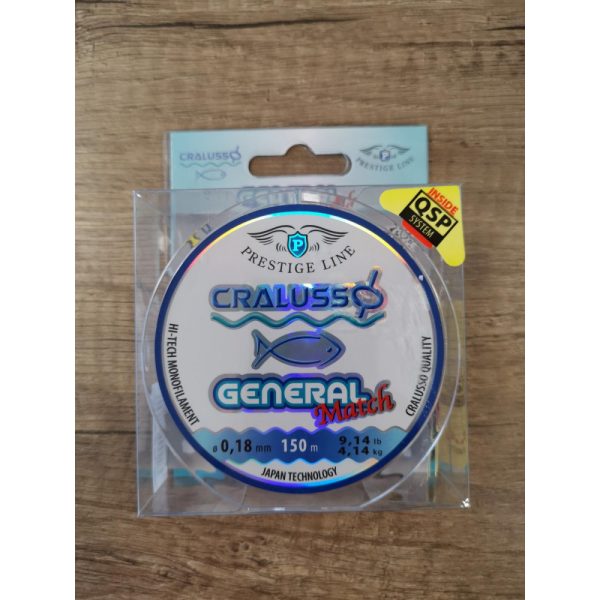 CRALUSSO
P
PRESTIGE LINE
GENERAL
INSIDE
QSP
SYSTEM
P
PRESTIGE LINE
CRALUSSO
GENERAL
Match
HI-TECH MONOFILAMENT
CRALUSSO QUALITY
ø 0,18 mm 150 m 9,14 lb
4,14 kg
JAPAN TECHNOLOGY